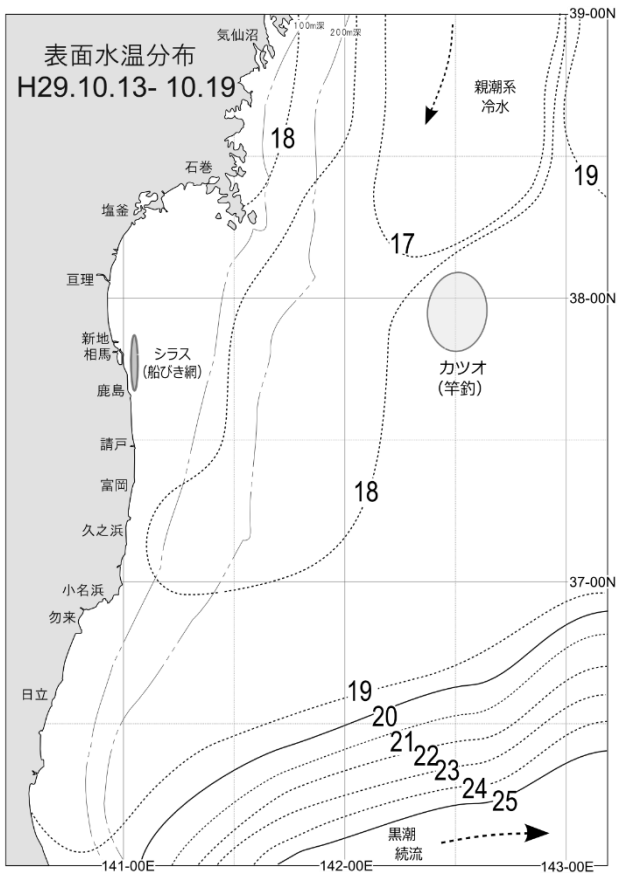 39-00N
気仙沼
100m深
200m深
表面水温分布
H29.10.13- 10.19
親潮系
冷水
18
石巻
19
塩釜
17
亘理
38-00N
新地
相馬
シラス
(船びき網)
カツオ
(竿釣)
鹿島
請戸
富岡
18
久之浜
37-00N
小名浜
勿来
日立
19
20
21
22
23
24
25
黒潮
続流
141-00E
142-00E
143-00E